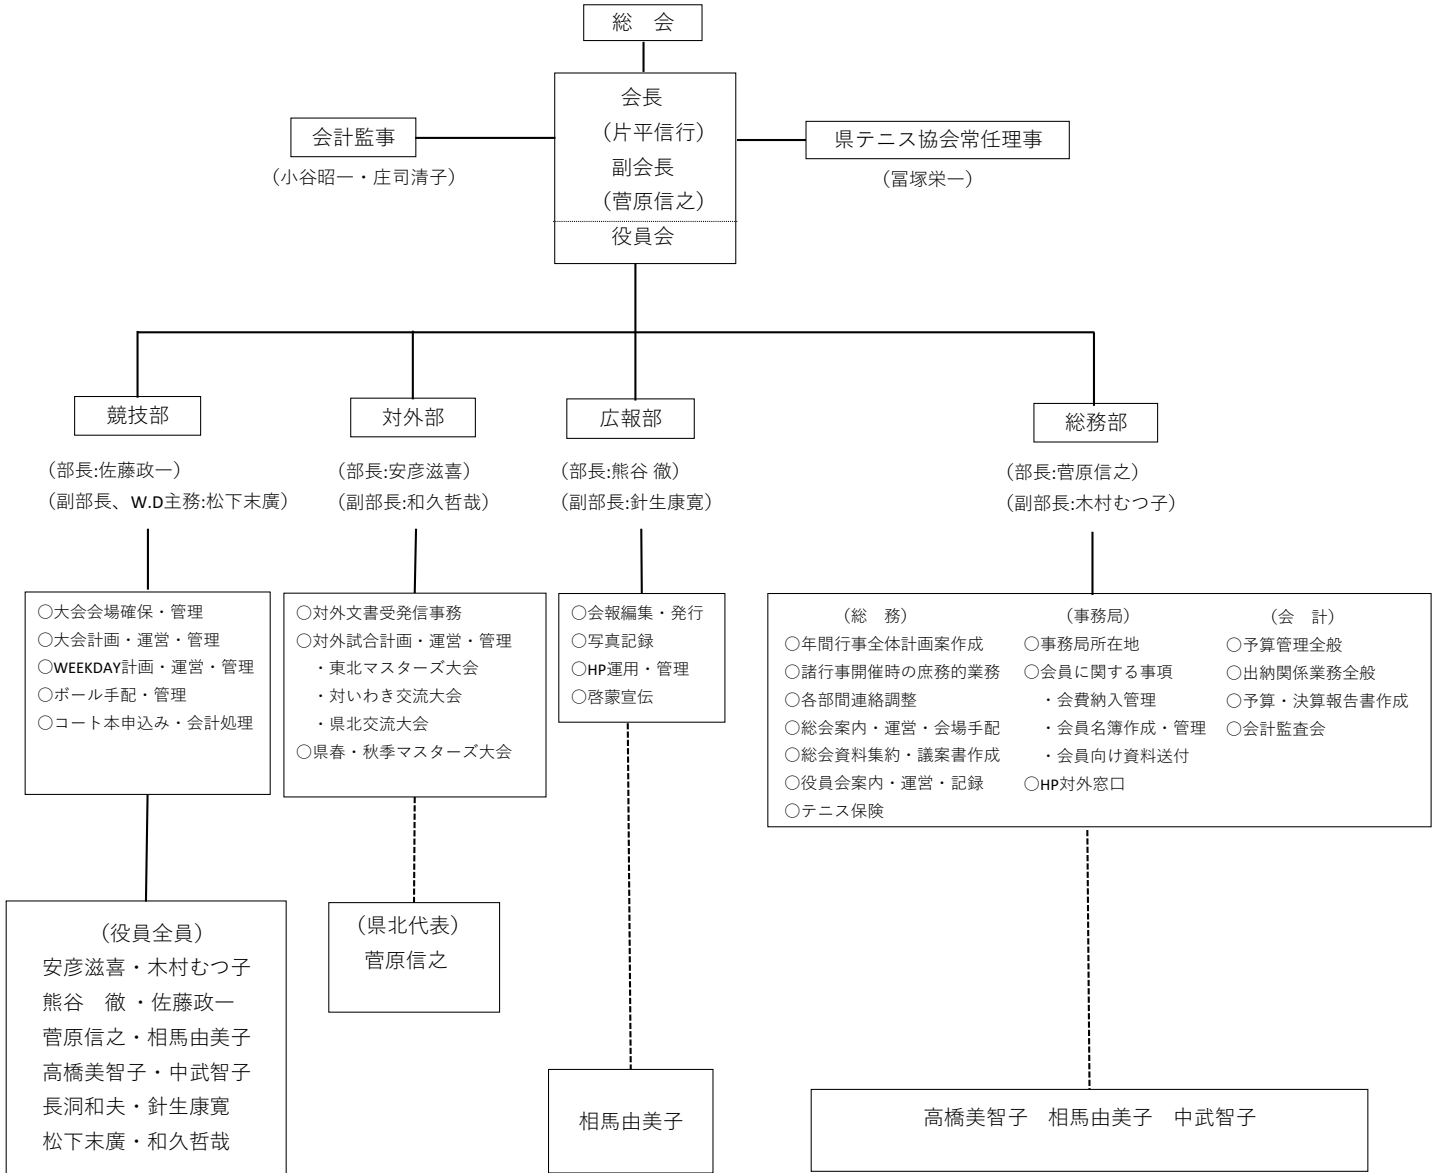 総　会
会長
（片平信行）
副会長
（菅原信之）
役員会
会計監事
（小谷昭一・庄司清子）
県テニス協会常任理事
（冨塚栄一）
競技部
（部長:佐藤政一）
（副部長、W.D主務:松下末廣）
○大会会場確保・管理
○大会計画・運営・管理
○WEEKDAY計画・運営・管理
○ボール手配・管理
○コート本申込み・会計処理
（役員全員）
安彦滋喜・木村むつ子
熊谷　徹 ・佐藤政一
菅原信之・相馬由美子
高橋美智子・中武智子
長洞和夫・針生康寛
松下末廣・和久哲哉
対外部
（部長:安彦滋喜）
（副部長:和久哲哉）
○対外文書受発信事務
○対外試合計画・運営・管理
・東北マスターズ大会
・対いわき交流大会
・県北交流大会
○県春・秋季マスターズ大会
（県北代表）
菅原信之
広報部
（部長:熊谷 徹）
（副部長:針生康寛）
○会報編集・発行
○写真記録
○HP運用・管理
○啓蒙宣伝
相馬由美子
総務部
（部長:菅原信之）
（副部長:木村むつ子）
（総　務）
○年間行事全体計画案作成
○諸行事開催時の庶務的業務
○各部間連絡調整
○総会案内・運営・会場手配
○総会資料集約・議案書作成
○役員会案内・運営・記録
○テニス保険
（事務局）
○事務局所在地
○会員に関する事項
・会費納入管理
・会員名簿作成・管理
・会員向け資料送付
○HP対外窓口
（会　計）
○予算管理全般
○出納関係業務全般
○予算・決算報告書作成
○会計監査会
高橋美智子　相馬由美子　中武智子